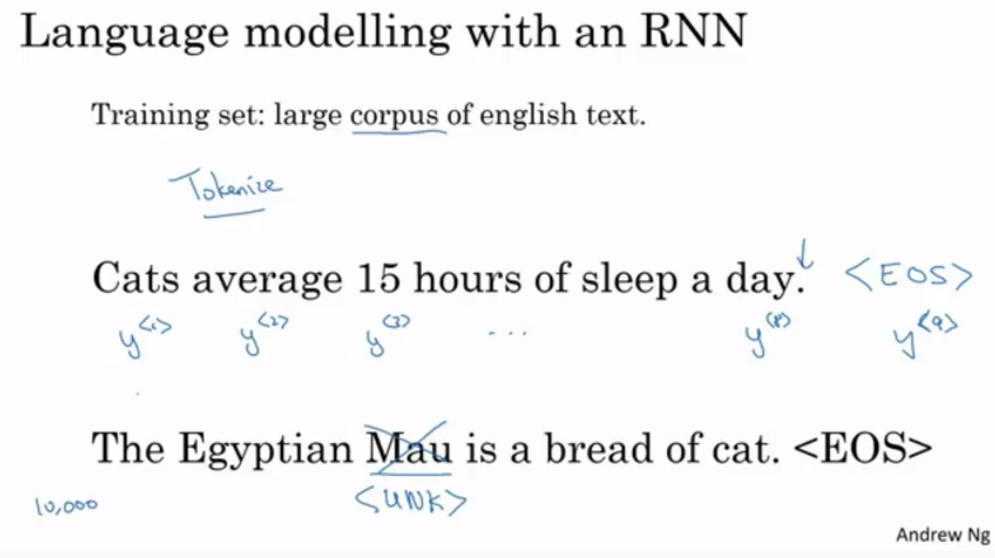 Language modelling with an RNN
Training set: large corpus of english text.
Tokenize
Cats average 15 hours of sleep a day. <EOS>
y<1> y<2> y<3> ... y<8> y<9>
The Egyptian Mau is a bread of cat. <EOS>
10,000 <UNK>
Andrew Ng